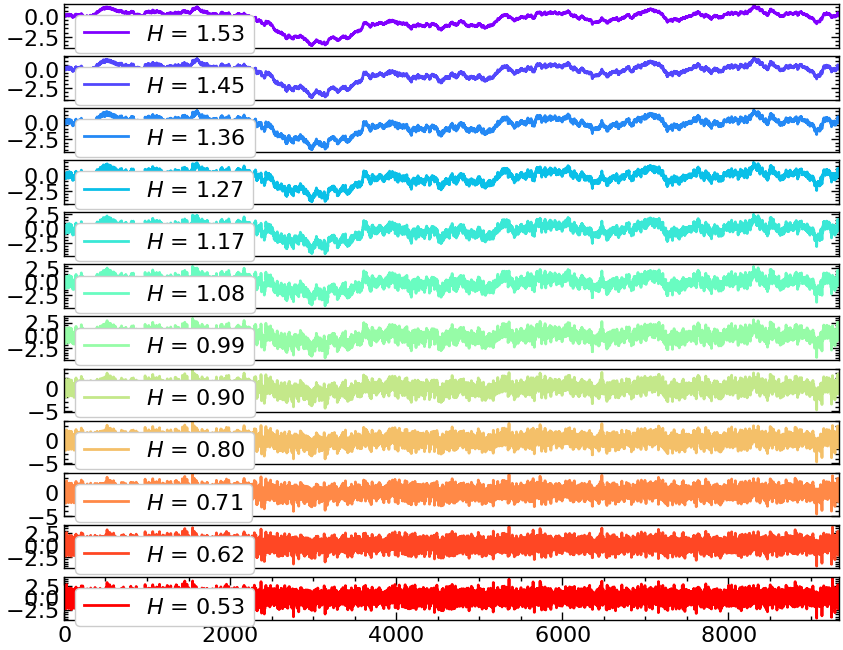 0.0
−2.5
H = 1.53
0.0
−2.5
H = 1.45
0.0
−2.5
H = 1.36
0.0
−2.5
H = 1.27
2.5
0.0
−2.5
H = 1.17
2.5
0.0
−2.5
H = 1.08
2.5
0.0
−2.5
H = 0.99
0
−5
H = 0.90
0
−5
H = 0.80
0
−5
H = 0.71
2.5
0.0
−2.5
H = 0.62
2.5
0.0
−2.5
H = 0.53
0 2000 4000 6000 8000